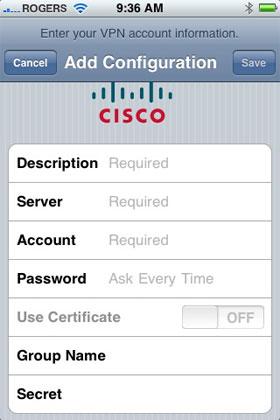 ROGERS 9:36 AM
Enter your VPN account information.
Cancel Add Configuration Save
CISCO
Description Required
Server Required
Account Required
Password Ask Every Time
Use Certificate OFF
Group Name
Secret